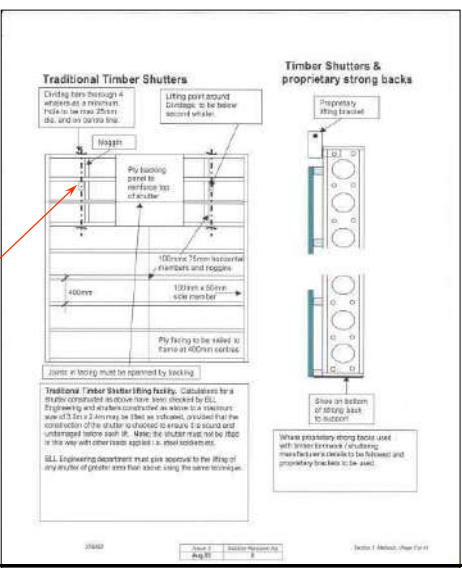 Traditional Timber Shutters
Dividag bars thorough 4
whalers as a minimum.
Hole to be max 25mm
dia. and on centre line.
Lifting point around
Dividags, to be below
second whaler.
Noggin
Ply backing
panel to
reinforce top
of shutter
100mm x 75mm horizontal
members and noggins
400mm
100mm x 50mm
side member
Ply facing to be nailed to
frame at 400mm centres
Joints in facing must be spanned by backing
Traditional Timber Shutter lifting facility. Calculations for a
shutter constructed as above have been checked by BLL
Engineering and shutters constructed as above to a maximum
size of 3.6m x 2.4m may be lifted as indicated, provided that the
construction of the shutter is checked to ensure it is sound and
undamaged before each lift. Note: the shutter must not be lifted
in this way with other loads applied i.e. steel soldiers etc.
BLL Engineering department must give approval to the lifting of
any shutter of greater area than above using the same technique.
Timber Shutters &
proprietary strong backs
Proprietary
lifting bracket
Shoe on bottom
of strong back
to support
Where proprietary strong backs used
with timber formwork / shuttering
manufacturers details to be followed and
proprietary brackets to be used.
Issue 3
Aug 05
Section Revision No